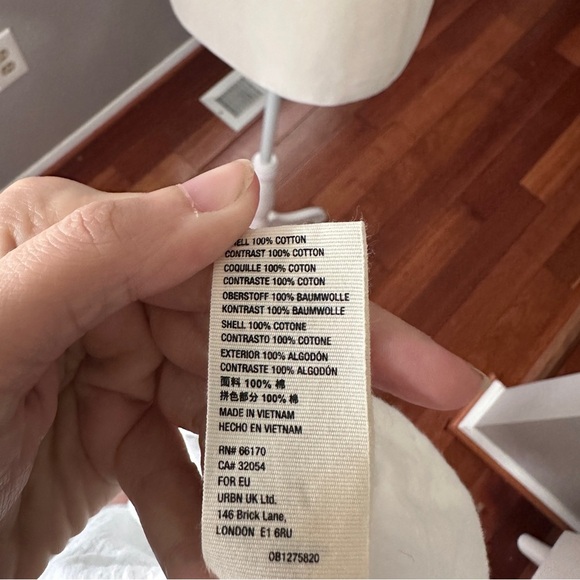 ELL 100% COTTON
CONTRAST 100% COTTON
COQUILLE 100% COTON
CONTRASTE 100% COTON
OBERSTOFF 100% BAUMWOLLE
KONTRAST 100% BAUMWOLLE
SHELL 100% COTONE
CONTRASTO 100% COTONE
EXTERIOR 100% ALGODÓN
CONTRASTE 100% ALGODÓN
面料 100% 棉
拼色部分 100% 棉
MADE IN VIETNAM
HECHO EN VIETNAM
RN# 66170
CA# 32054
FOR EU
URBN UK Ltd.
146 Brick Lane,
LONDON E1 6RU
OB1275820